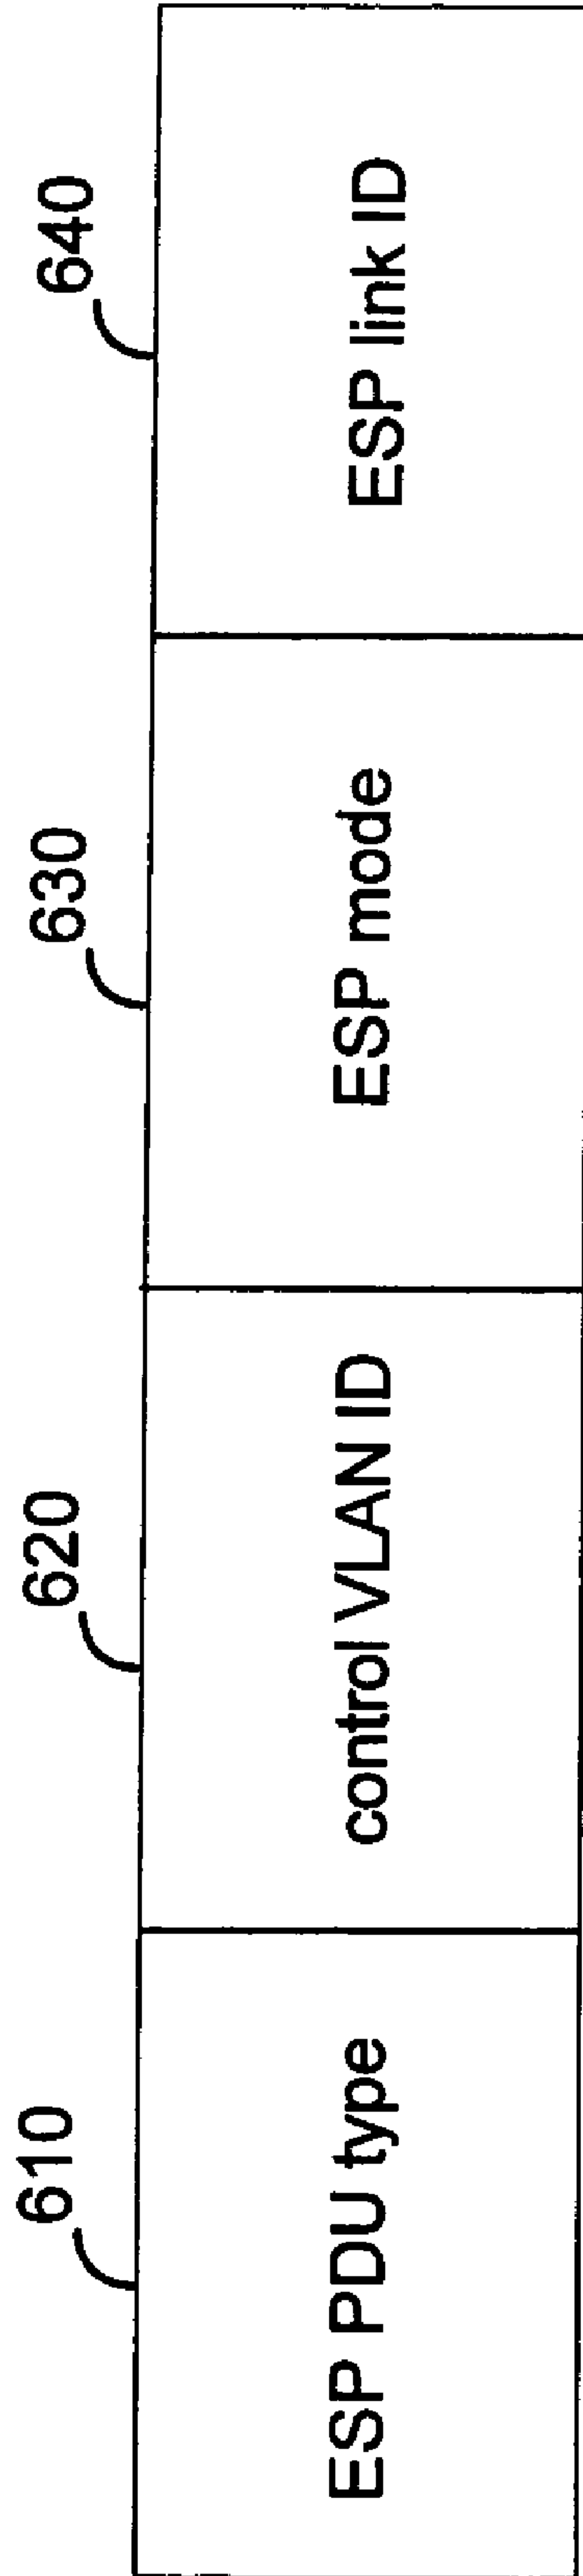 610
620
630
640
ESP PDU type
control VLAN ID
ESP mode
ESP link ID